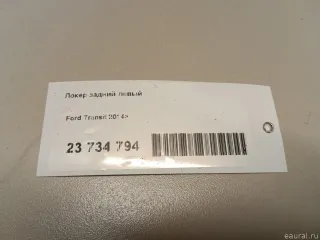 Локер задний левый
Ford Transit 2014>
23 734 794
eaural.ru